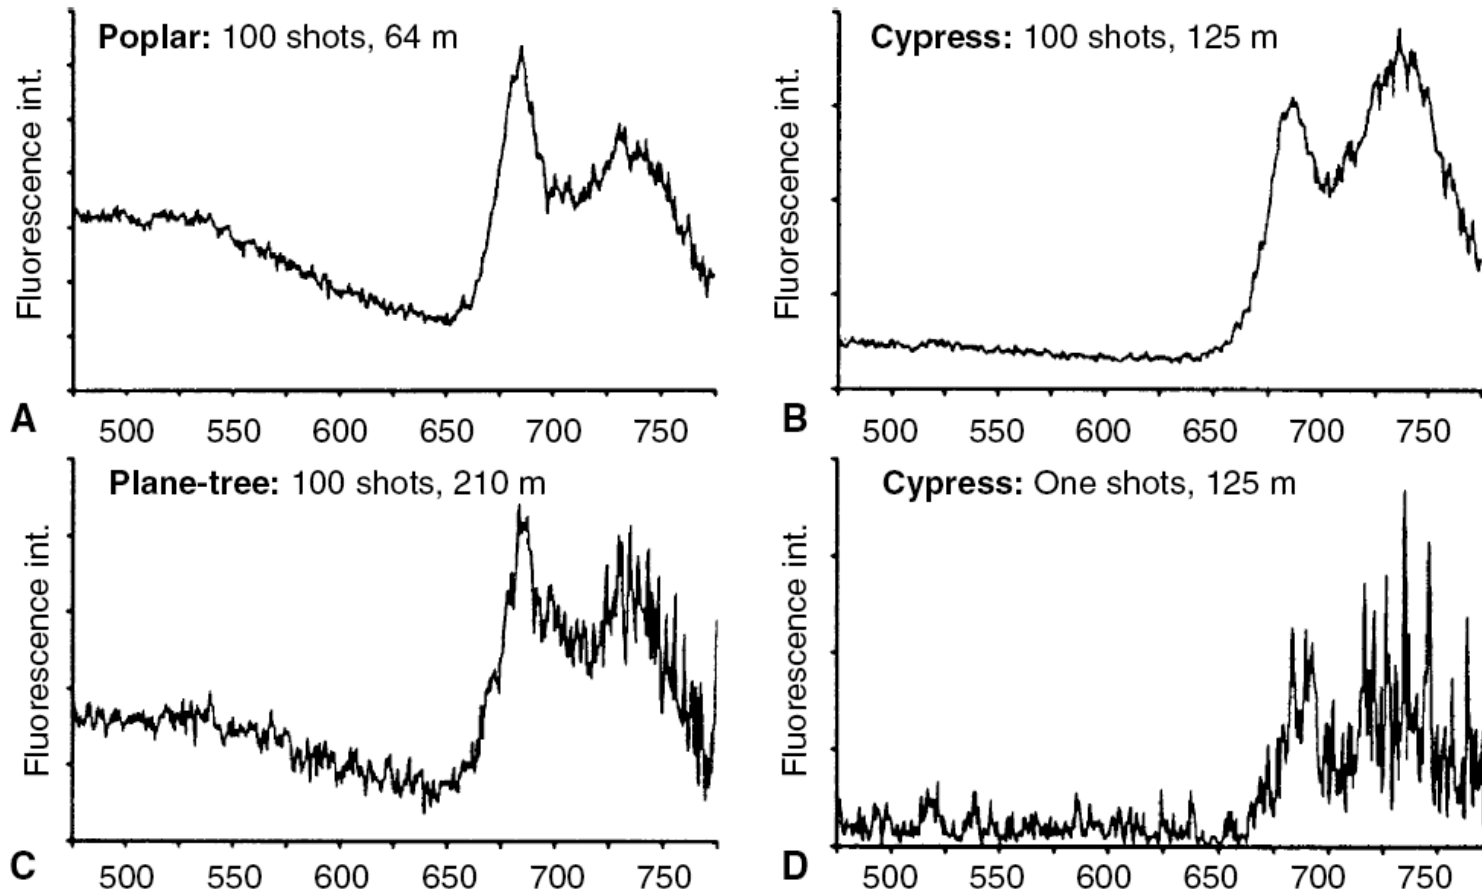 Poplar: 100 shots, 64 m
Fluorescence int.
500 550 600 650 700 750
A
Cypress: 100 shots, 125 m
Fluorescence int.
500 550 600 650 700 750
B
Plane-tree: 100 shots, 210 m
Fluorescence int.
500 550 600 650 700 750
C
Cypress: One shots, 125 m
Fluorescence int.
500 550 600 650 700 750
D